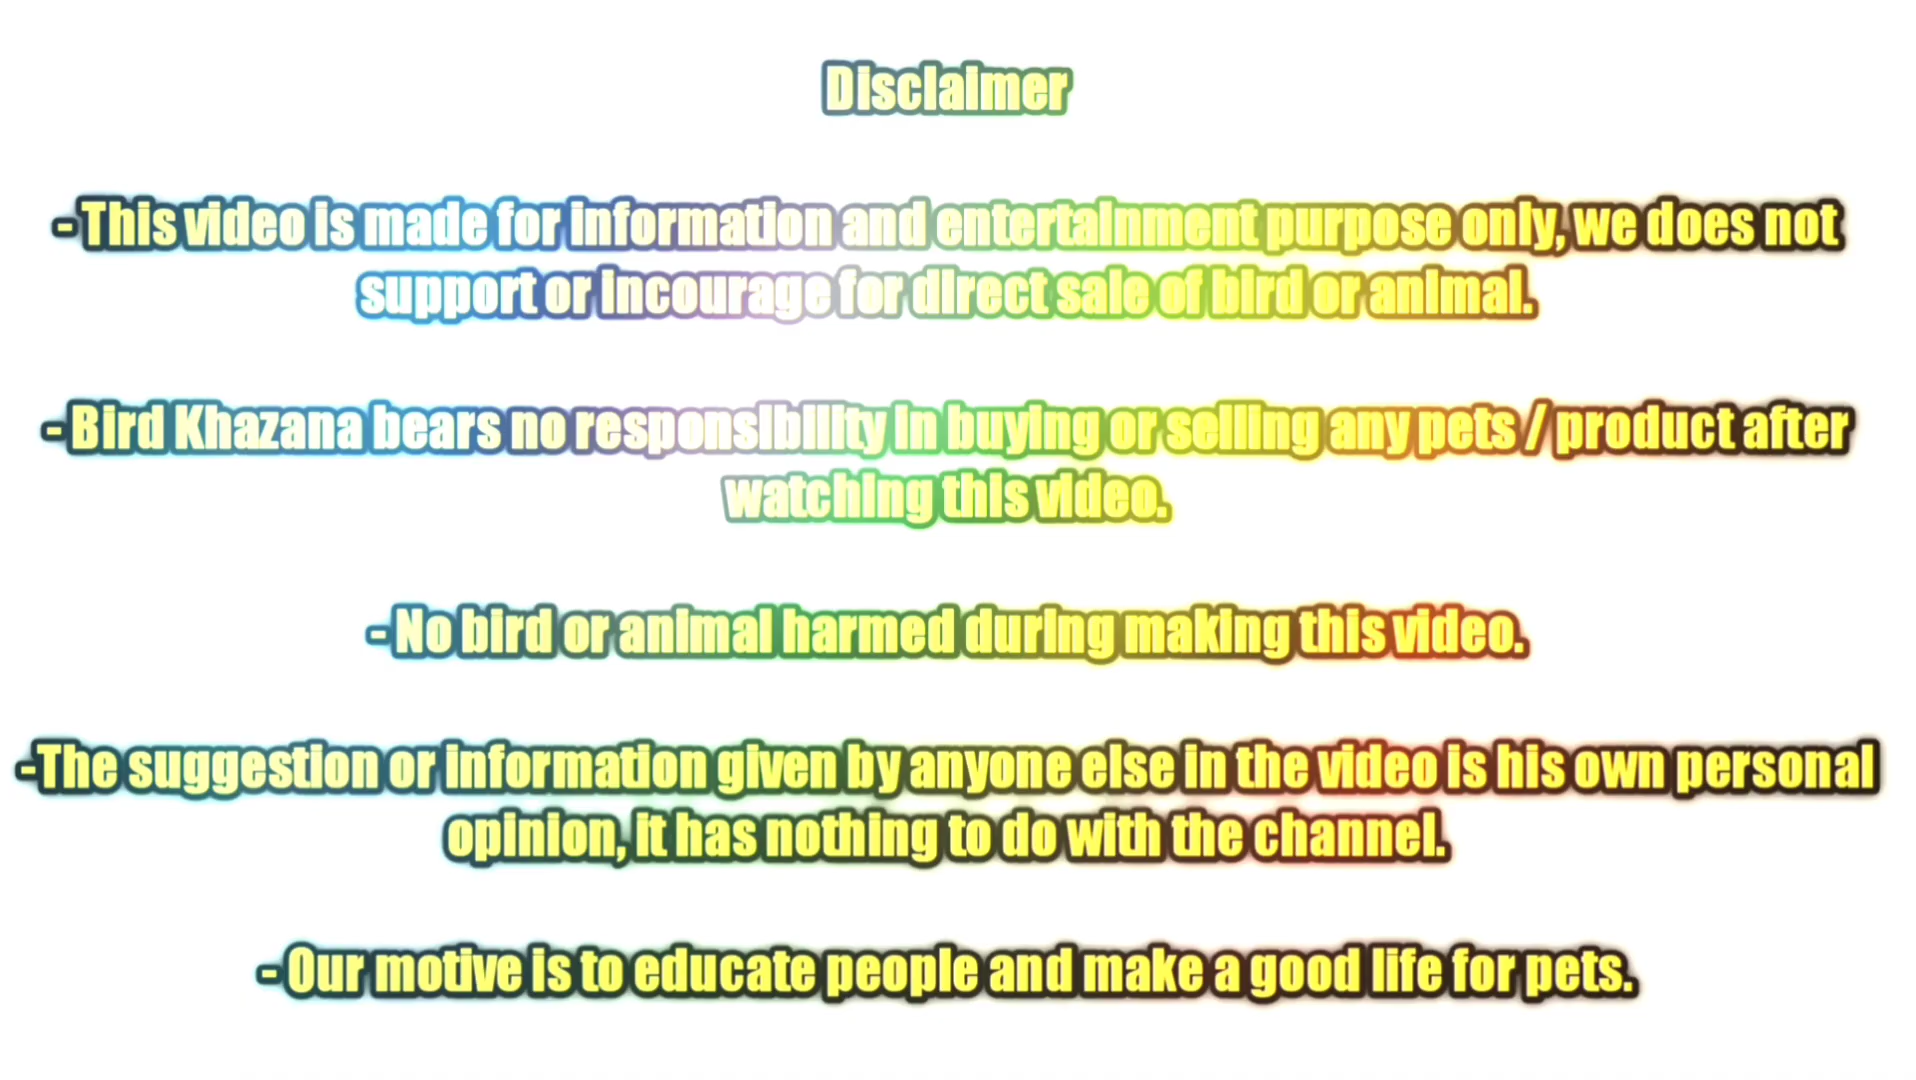 Disclaimer
- This video is made for information and entertainment purpose only, we does not
support or incourage for direct sale of bird or animal.
- Bird Khazana bears no responsibility in buying or selling any pets / product after
watching this video.
- No bird or animal harmed during making this video.
-The suggestion or information given by anyone else in the video is his own personal
opinion, it has nothing to do with the channel.
- Our motive is to educate people and make a good life for pets.